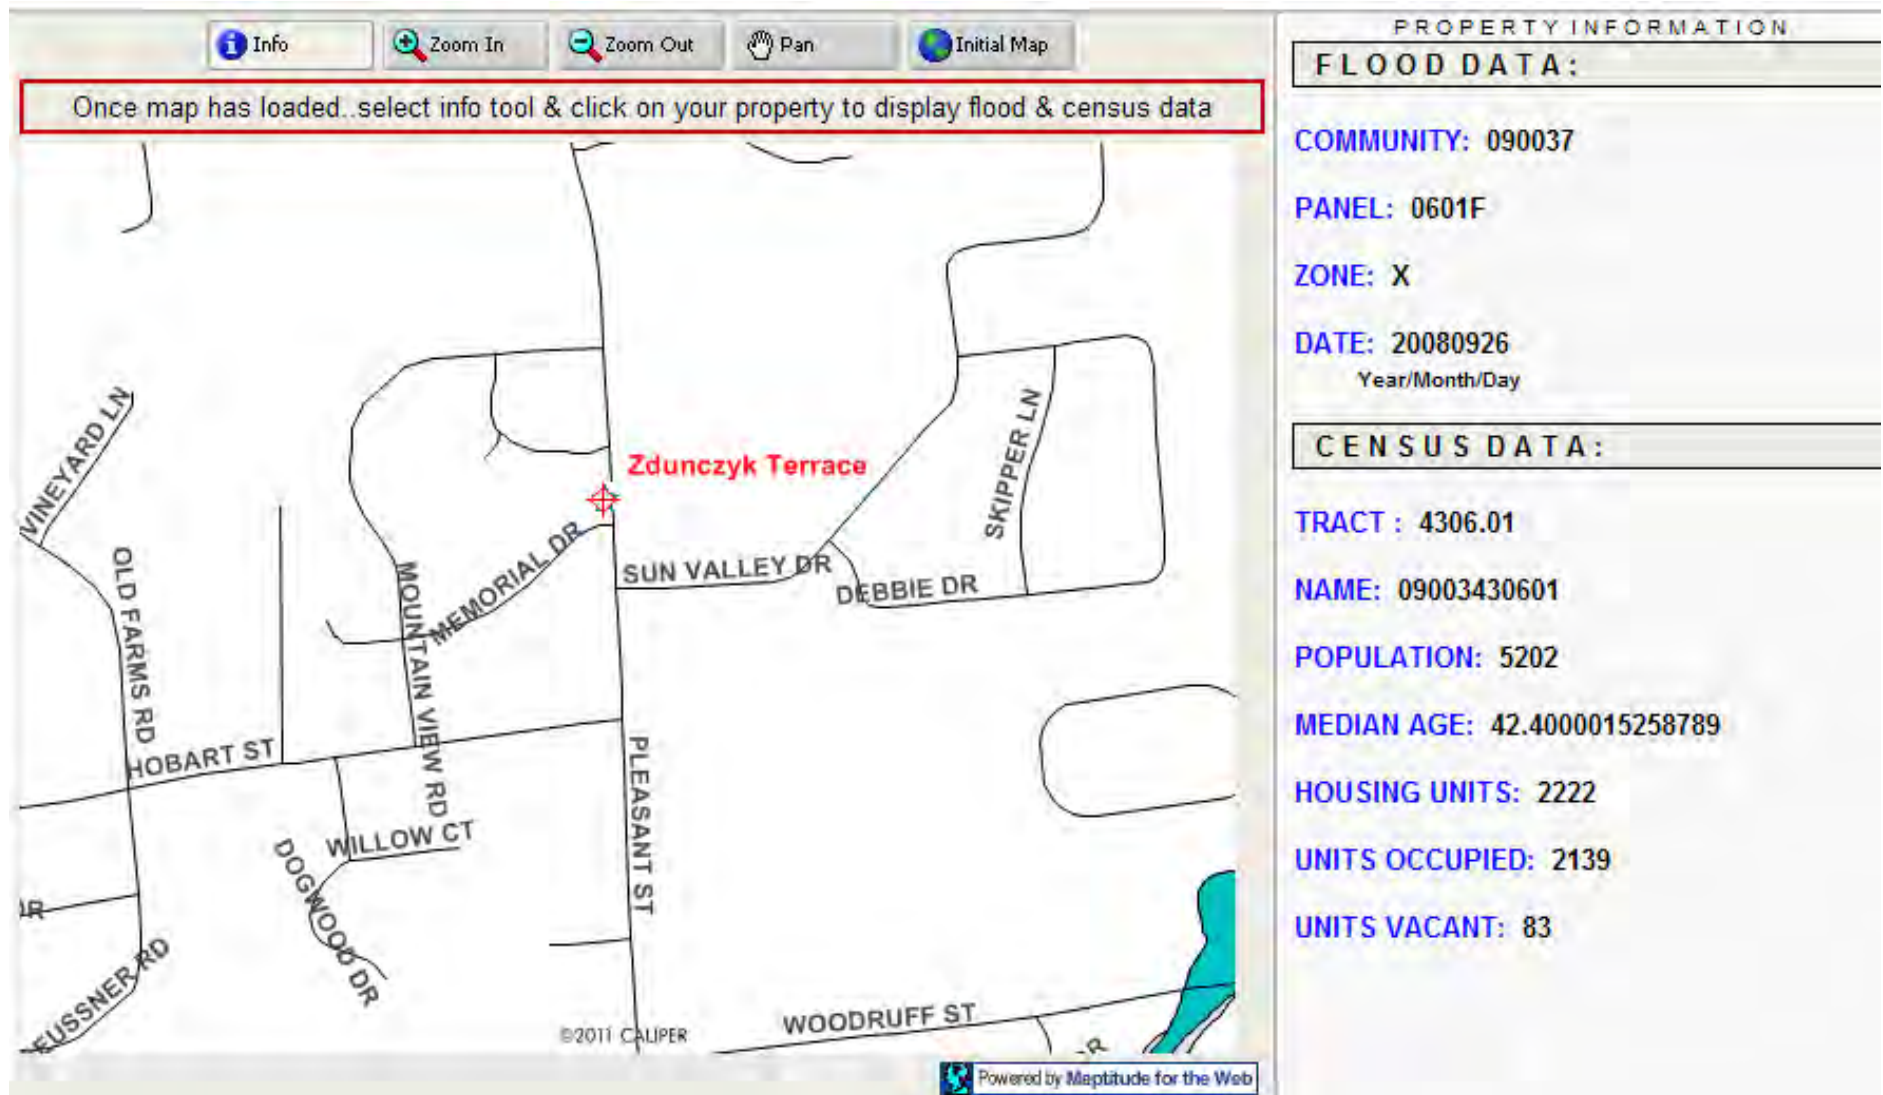 Info
Zoom In
Zoom Out
Pan
Initial Map
Once map has loaded..select info tool & click on your property to display flood & census data
VINEYARD LN
Zdunczyk Terrace
SKIPPER LN
OLD FARMS RD
MOUNTAIN VIEW RD
MEMORIAL DR
SUN VALLEY DR
DEBBIE DR
HOBART ST
PLEASANT ST
WILLOW CT
DOGWOOD DR
DR
EUSSNER RD
WOODRUFF ST
DR
©2011 CALIPER
Powered by Maptitude for the Web
PROPERTY INFORMATION
FLOOD DATA:
COMMUNITY: 090037
PANEL: 0601F
ZONE: X
DATE: 20080926
Year/Month/Day
CENSUS DATA:
TRACT : 4306.01
NAME: 09003430601
POPULATION: 5202
MEDIAN AGE: 42.4000015258789
HOUSING UNITS: 2222
UNITS OCCUPIED: 2139
UNITS VACANT: 83